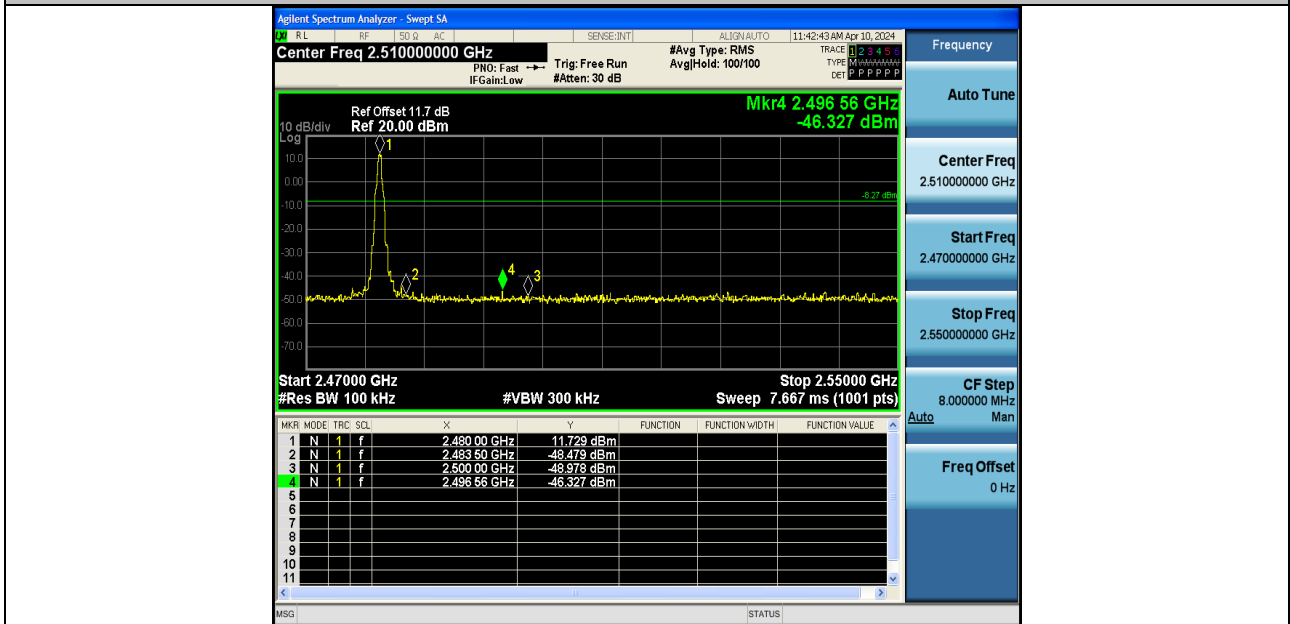 Agilent Spectrum Analyzer - Swept SA
RL RF 50 Ω AC SENSE:INT ALIGN AUTO 11:42:43 AM Apr 10, 2024
Center Freq 2.510000000 GHz
PNO: Fast
IFGain:Low
Trig: Free Run
#Atten: 30 dB
#Avg Type: RMS
Avg|Hold: 100/100
TRACE 1 2 3 4 5 6
TYPE M
DET P P P P P P
Ref Offset 11.7 dB
10 dB/div Ref 20.00 dBm
Log
Mkr4 2.496 56 GHz
-46.327 dBm
10.0
0.00
-10.0
-20.0
-30.0
-40.0
-50.0
-60.0
-70.0
1
2
4
3
-8.27 dBm
Start 2.47000 GHz Stop 2.55000 GHz
#Res BW 100 kHz #VBW 300 kHz Sweep 7.667 ms (1001 pts)
MKR MODE TRC SCL X Y FUNCTION FUNCTION WIDTH FUNCTION VALUE
1 N 1 f 2.480 00 GHz 11.729 dBm
2 N 1 f 2.483 50 GHz -48.479 dBm
3 N 1 f 2.500 00 GHz -48.978 dBm
4 N 1 f 2.496 56 GHz -46.327 dBm
5
6
7
8
9
10
11
MSG STATUS
Frequency
Auto Tune
Center Freq
2.510000000 GHz
Start Freq
2.470000000 GHz
Stop Freq
2.550000000 GHz
CF Step
8.000000 MHz
Auto Man
Freq Offset
0 Hz